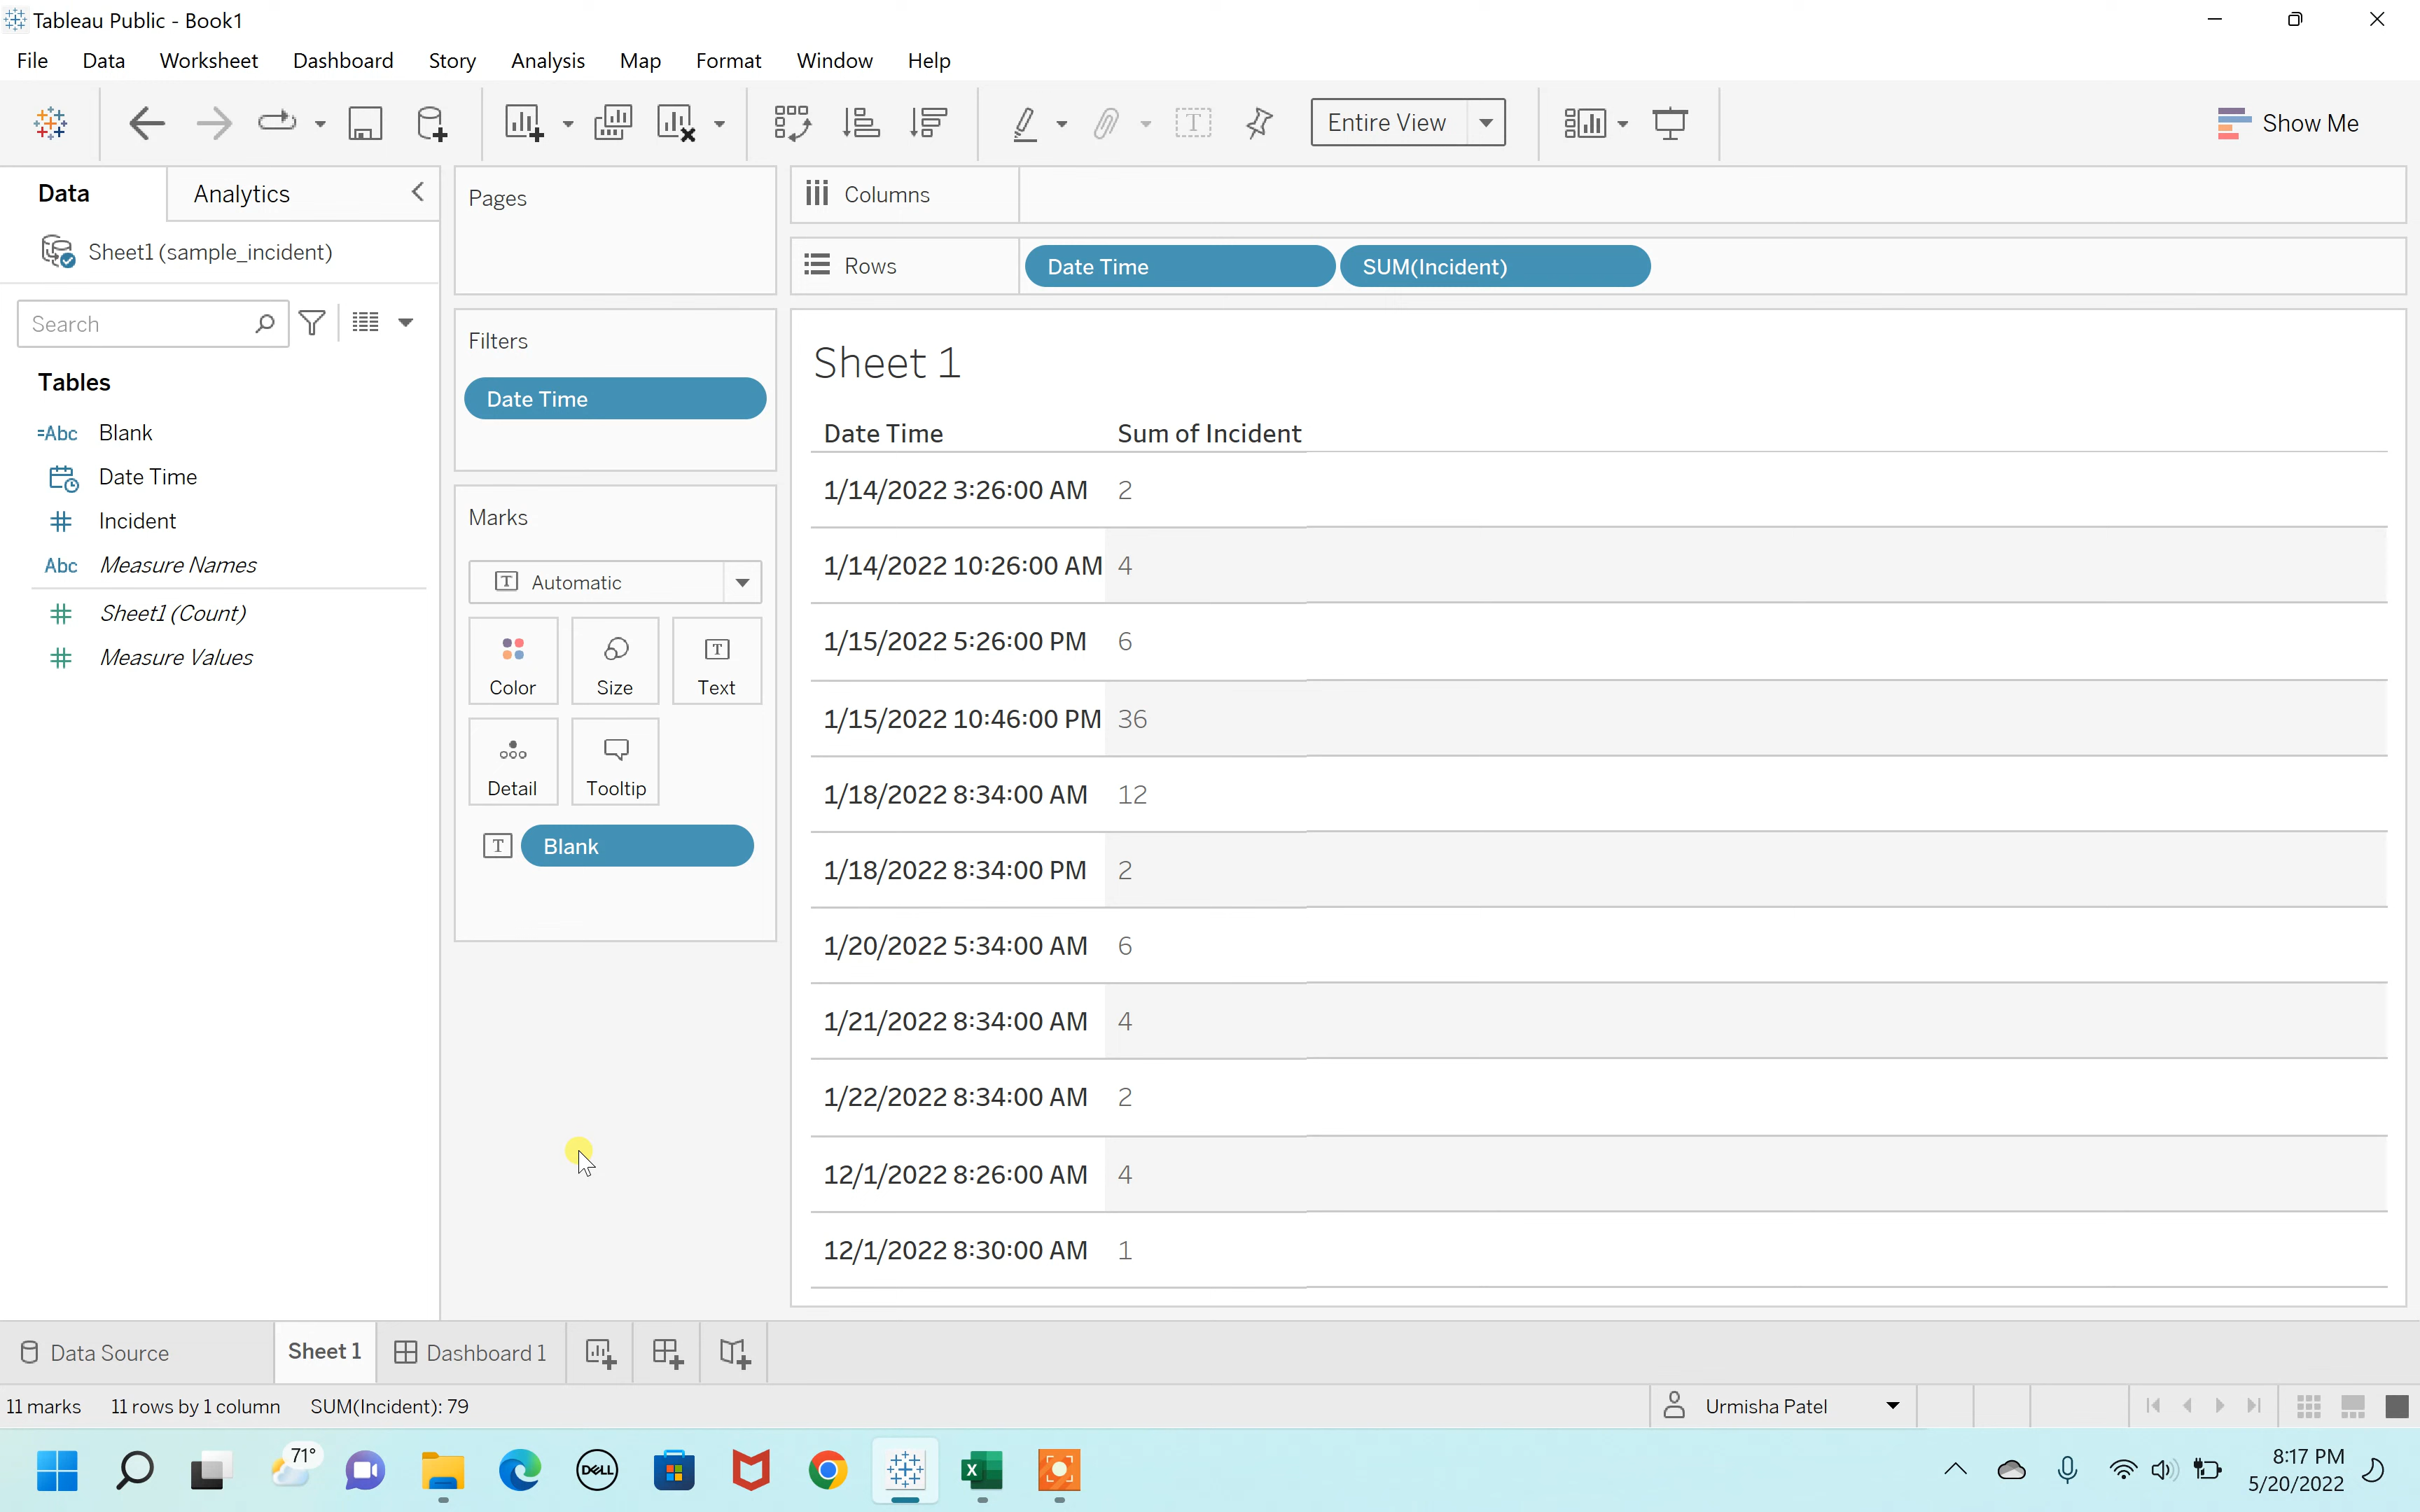 Tableau Public - Book1
File Data Worksheet Dashboard Story Analysis Map Format Window Help
Entire View
Show Me
Data Analytics
Sheet1 (sample_incident)
Search
Tables
=Abc Blank
Date Time
# Incident
Abc Measure Names
# Sheet1 (Count)
# Measure Values
Pages
Filters
Date Time
Marks
T Automatic
Color Size Text
Detail Tooltip
T Blank
Columns
Rows Date Time SUM(Incident)
Sheet 1
Date Time Sum of Incident
1/14/2022 3:26:00 AM 2
1/14/2022 10:26:00 AM 4
1/15/2022 5:26:00 PM 6
1/15/2022 10:46:00 PM 36
1/18/2022 8:34:00 AM 12
1/18/2022 8:34:00 PM 2
1/20/2022 5:34:00 AM 6
1/21/2022 8:34:00 AM 4
1/22/2022 8:34:00 AM 2
12/1/2022 8:26:00 AM 4
12/1/2022 8:30:00 AM 1
Data Source Sheet 1 Dashboard 1
11 marks 11 rows by 1 column SUM(Incident): 79
Urmisha Patel
71°
DELL
8:17 PM
5/20/2022